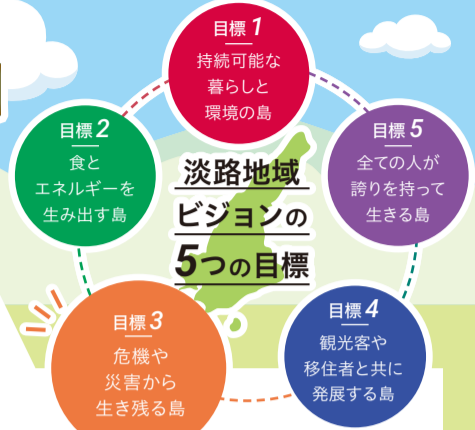 目標1
持続可能な
暮らしと
環境の島
目標2
食と
エネルギーを
生み出す島
目標5
全ての人が
誇りを持って
生きる島
淡路地域
ビジョンの
5つの目標
目標3
危機や
災害から
生き残る島
目標4
観光客や
移住者と共に
発展する島